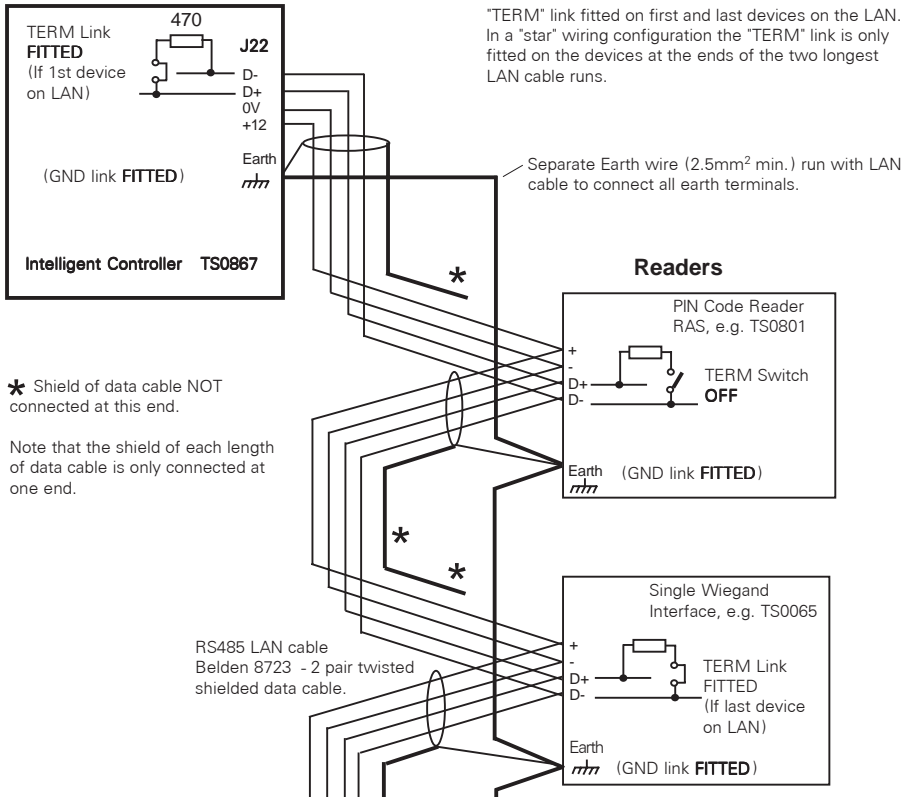 470
TERM Link
FITTED
(If 1st device
on LAN)
J22
D-
D+
0V
+12
Earth
(GND link FITTED)
Intelligent Controller TS0867
"TERM" link fitted on first and last devices on the LAN.
In a "star" wiring configuration the "TERM" link is only
fitted on the devices at the ends of the two longest
LAN cable runs.
Separate Earth wire (2.5mm² min.) run with LAN
cable to connect all earth terminals.
*
Readers
PIN Code Reader
RAS, e.g. TS0801
+
-
D+
D-
TERM Switch
OFF
Earth
(GND link FITTED)
* Shield of data cable NOT
connected at this end.
Note that the shield of each length
of data cable is only connected at
one end.
*
*
RS485 LAN cable
Belden 8723 - 2 pair twisted
shielded data cable.
Single Wiegand
Interface, e.g. TS0065
+
-
D+
D-
TERM Link
FITTED
(If last device
on LAN)
Earth
(GND link FITTED)